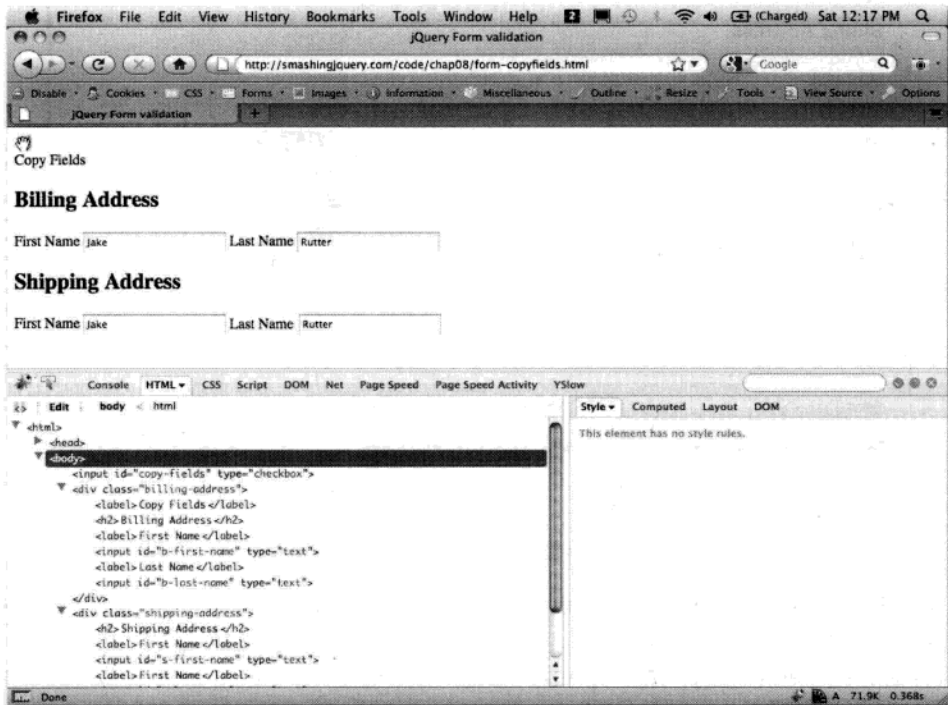 Firefox File Edit View History Bookmarks Tools Window Help 2 (Charged) Sat 12:17 PM
jQuery Form validation
http://smashingjquery.com/code/chap08/form-copyfields.html Google
Disable Cookies CSS Forms Images Information Miscellaneous Outline Resize Tools View Source Options
jQuery Form validation +
Copy Fields
Billing Address
First Name Jake Last Name Rutter
Shipping Address
First Name Jake Last Name Rutter
Console HTML CSS Script DOM Net Page Speed Page Speed Activity YSlow
Edit body < html
Style Computed Layout DOM
<html>
This element has no style rules.
<head>
<body>
<input id="copy-fields" type="checkbox">
<div class="billing-address">
<label>Copy Fields</label>
<h2>Billing Address</h2>
<label>First Name</label>
<input id="b-first-name" type="text">
<label>Last Name</label>
<input id="b-last-name" type="text">
</div>
<div class="shipping-address">
<h2>Shipping Address</h2>
<label>First Name</label>
<input id="s-first-name" type="text">
<label>First Name</label>
Done A 71.9K 0.368s